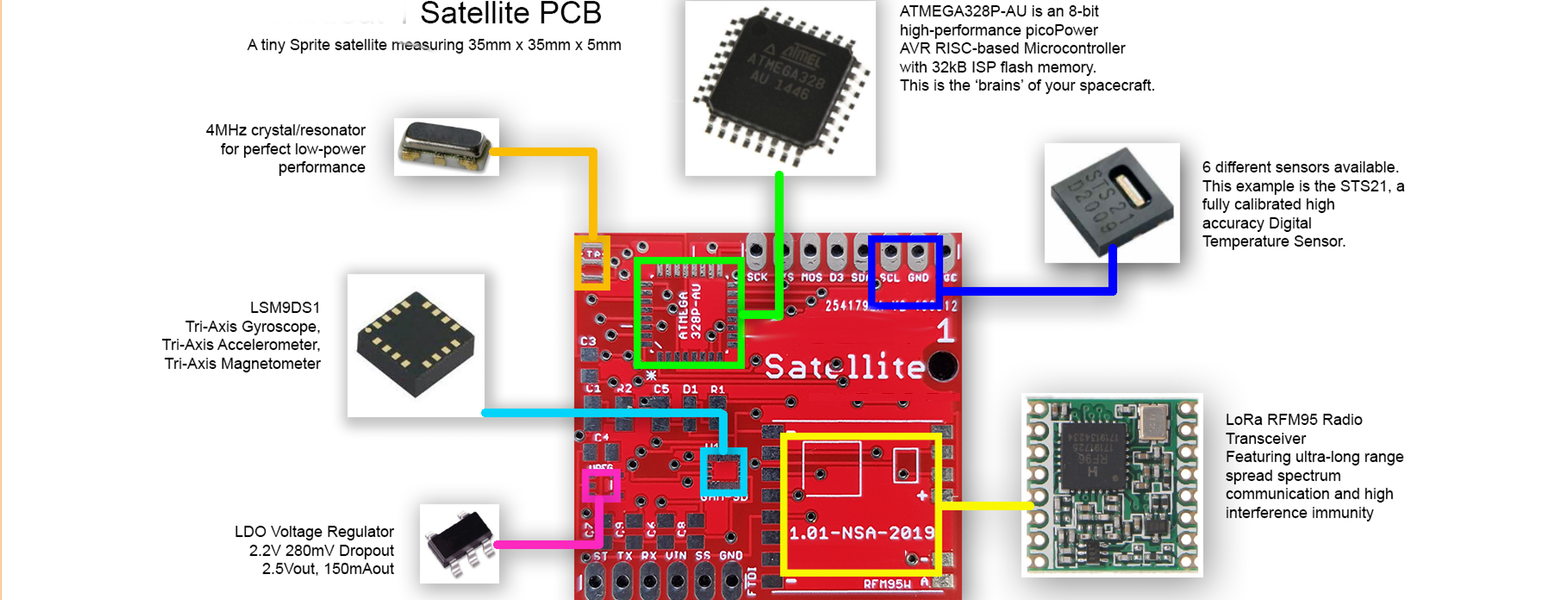 Satellite PCB
A tiny Sprite satellite measuring 35mm x 35mm x 5mm
ATMEGA328P-AU is an 8-bit
high-performance picoPower
AVR RISC-based Microcontroller
with 32kB ISP flash memory.
This is the 'brains' of your spacecraft.
ATMEL
ATMEGA328
AU 1446
4MHz crystal/resonator
for perfect low-power
performance
STS21
D2009
6 different sensors available.
This example is the STS21, a
fully calibrated high
accuracy Digital
Temperature Sensor.
LSM9DS1
Tri-Axis Gyroscope,
Tri-Axis Accelerometer,
Tri-Axis Magnetometer
SCK MOS D3 SDA SCL GND
ATMEGA
328P-AU
1
Satellite
C3
C1 R2 C5 D1 R1
C4
VREG
C7 C9 C6 C8
1.01-NSA-2019
ST TX RX VIN SS GND
FTDI
RFM95W A
LoRa RFM95 Radio
Transceiver
Featuring ultra-long range
spread spectrum
communication and high
interference immunity
RF96
LDO Voltage Regulator
2.2V 280mV Dropout
2.5Vout, 150mAout